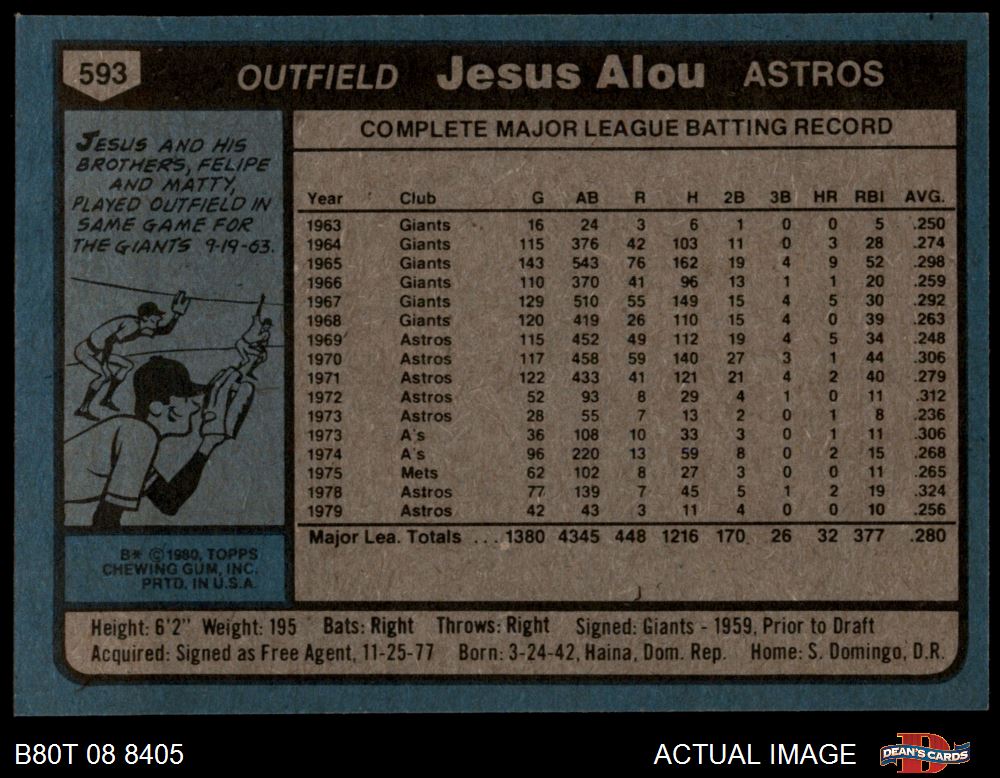 593 OUTFIELD Jesus Alou ASTROS
JESUS AND HIS
BROTHERS, FELIPE
AND MATTY,
PLAYED OUTFIELD IN
SAME GAME FOR
THE GIANTS 9-19-63.
COMPLETE MAJOR LEAGUE BATTING RECORD
Year Club G AB R H 2B 3B HR RBI AVG.
1963 Giants 16 24 3 6 1 0 0 5 .250
1964 Giants 115 376 42 103 11 0 3 28 .274
1965 Giants 143 543 76 162 19 4 9 52 .298
1966 Giants 110 370 41 96 13 1 1 20 .259
1967 Giants 129 510 55 149 15 4 5 30 .292
1968 Giants 120 419 26 110 15 4 0 39 .263
1969 Astros 115 452 49 112 19 4 5 34 .248
1970 Astros 117 458 59 140 27 3 1 44 .306
1971 Astros 122 433 41 121 21 4 2 40 .279
1972 Astros 52 93 8 29 4 1 0 11 .312
1973 Astros 28 55 7 13 2 0 1 8 .236
1973 A's 36 108 10 33 3 0 1 11 .306
1974 A's 96 220 13 59 8 0 2 15 .268
1975 Mets 62 102 8 27 3 0 0 11 .265
1978 Astros 77 139 7 45 5 1 2 19 .324
1979 Astros 42 43 3 11 4 0 0 10 .256
Major Lea. Totals ... 1380 4345 448 1216 170 26 32 377 .280
B* ©1980, TOPPS
CHEWING GUM, INC.
PRTD. IN U.S.A.
Height: 6'2" Weight: 195 Bats: Right Throws: Right Signed: Giants - 1959, Prior to Draft
Acquired: Signed as Free Agent, 11-25-77 Born: 3-24-42, Haina, Dom. Rep. Home: S. Domingo, D.R.
B80T 08 8405 ACTUAL IMAGE DEAN'S CARDS